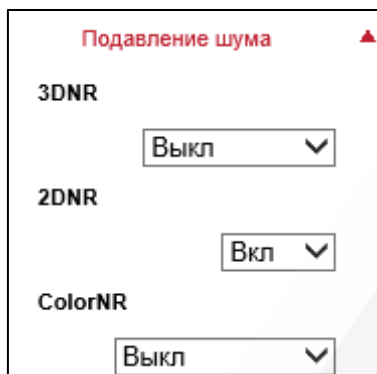 Подавление шума
3DNR
Выкл
2DNR
Вкл
ColorNR
Выкл